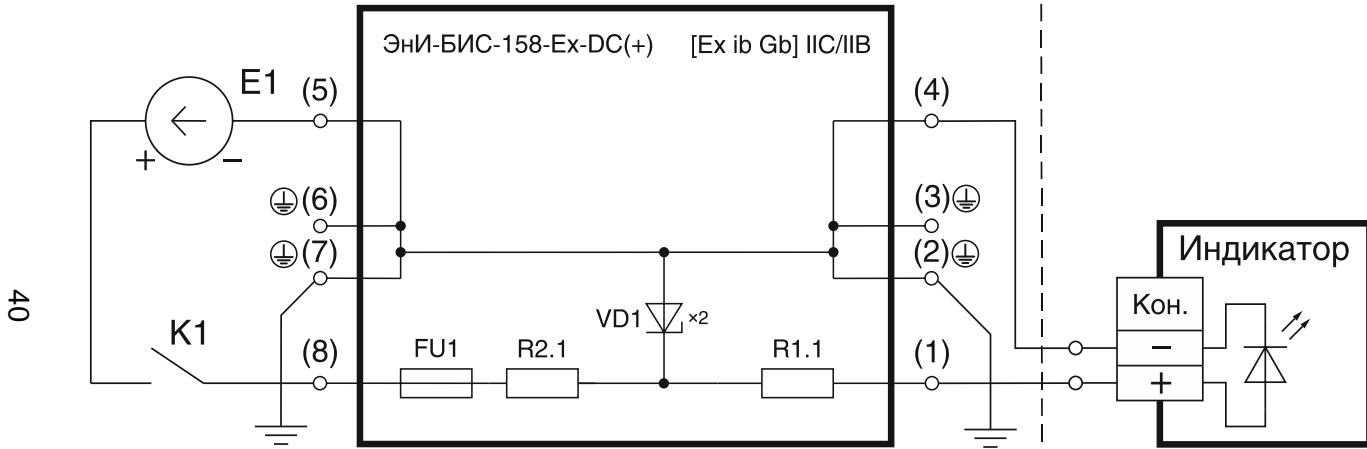 ЭнИ-БИС-158-Ex-DC(+) [Ex ib Gb] IIC/IIB
E1
(5)
(4)
+
−
(6)
(3)
(7)
(2)
Индикатор
Кон.
40
VD1 ×2
K1
(8)
FU1
R2.1
R1.1
(1)
−
+